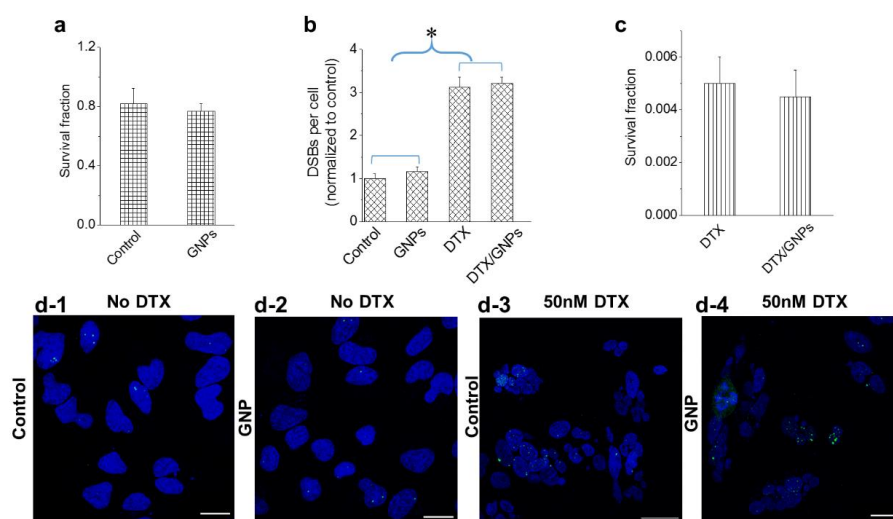 a
1.2
0.8
0.4
0.0
Survival fraction
Control
GNPs
b
*
4
3
2
1
0
DSBs per cell
(normalized to control)
Control
GNPs
DTX
DTX/GNPs
c
0.006
0.004
0.002
0.000
Survival fraction
DTX
DTX/GNPs
d-1
No DTX
Control
d-2
No DTX
GNP
d-3
50nM DTX
Control
d-4
50nM DTX
GNP